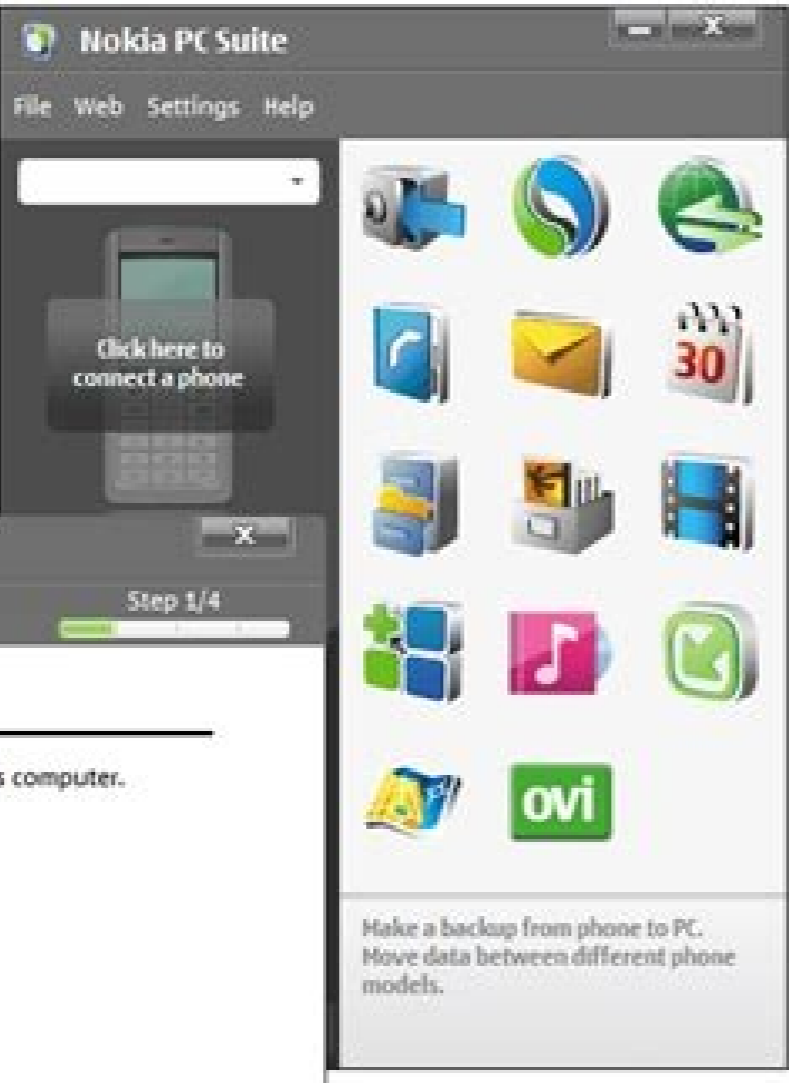 Nokia PC Suite
File Web Settings Help
Click here to
connect a phone
30
Step 1/4
s computer.
ovi
Make a backup from phone to PC.
Move data between different phone
models.